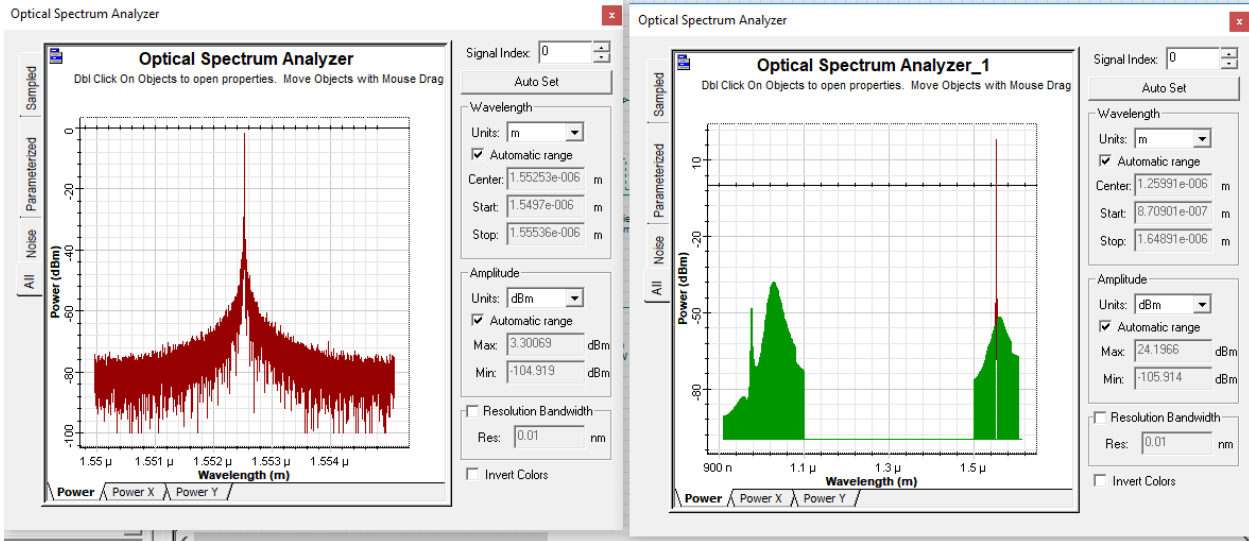 Optical Spectrum Analyzer
x
Optical Spectrum Analyzer
Dbl Click On Objects to open properties. Move Objects with Mouse Drag
Sampled
Parameterized
Noise
All
Power (dBm)
0
-20
-40
-60
-80
-100
1.55 µ
1.551 µ
1.552 µ
1.553 µ
1.554 µ
Wavelength (m)
Power
Power X
Power Y
Signal Index: 0
Auto Set
Wavelength
Units: m
Automatic range
Center: 1.55253e-006 m
Start: 1.5497e-006 m
Stop: 1.55536e-006 m
Amplitude
Units: dBm
Automatic range
Max: 3.30069 dBm
Min: -104.919 dBm
Resolution Bandwidth
Res: 0.01 nm
Invert Colors
Optical Spectrum Analyzer
x
Optical Spectrum Analyzer_1
Dbl Click On Objects to open properties. Move Objects with Mouse Drag
Sampled
Parameterized
Noise
All
Power (dBm)
10
-20
-50
-80
900 n
1.1 µ
1.3 µ
1.5 µ
Wavelength (m)
Power
Power X
Power Y
Signal Index: 0
Auto Set
Wavelength
Units: m
Automatic range
Center: 1.25991e-006 m
Start: 8.70901e-007 m
Stop: 1.64891e-006 m
Amplitude
Units: dBm
Automatic range
Max: 24.1966 dBm
Min: -105.914 dBm
Resolution Bandwidth
Res: 0.01 nm
Invert Colors